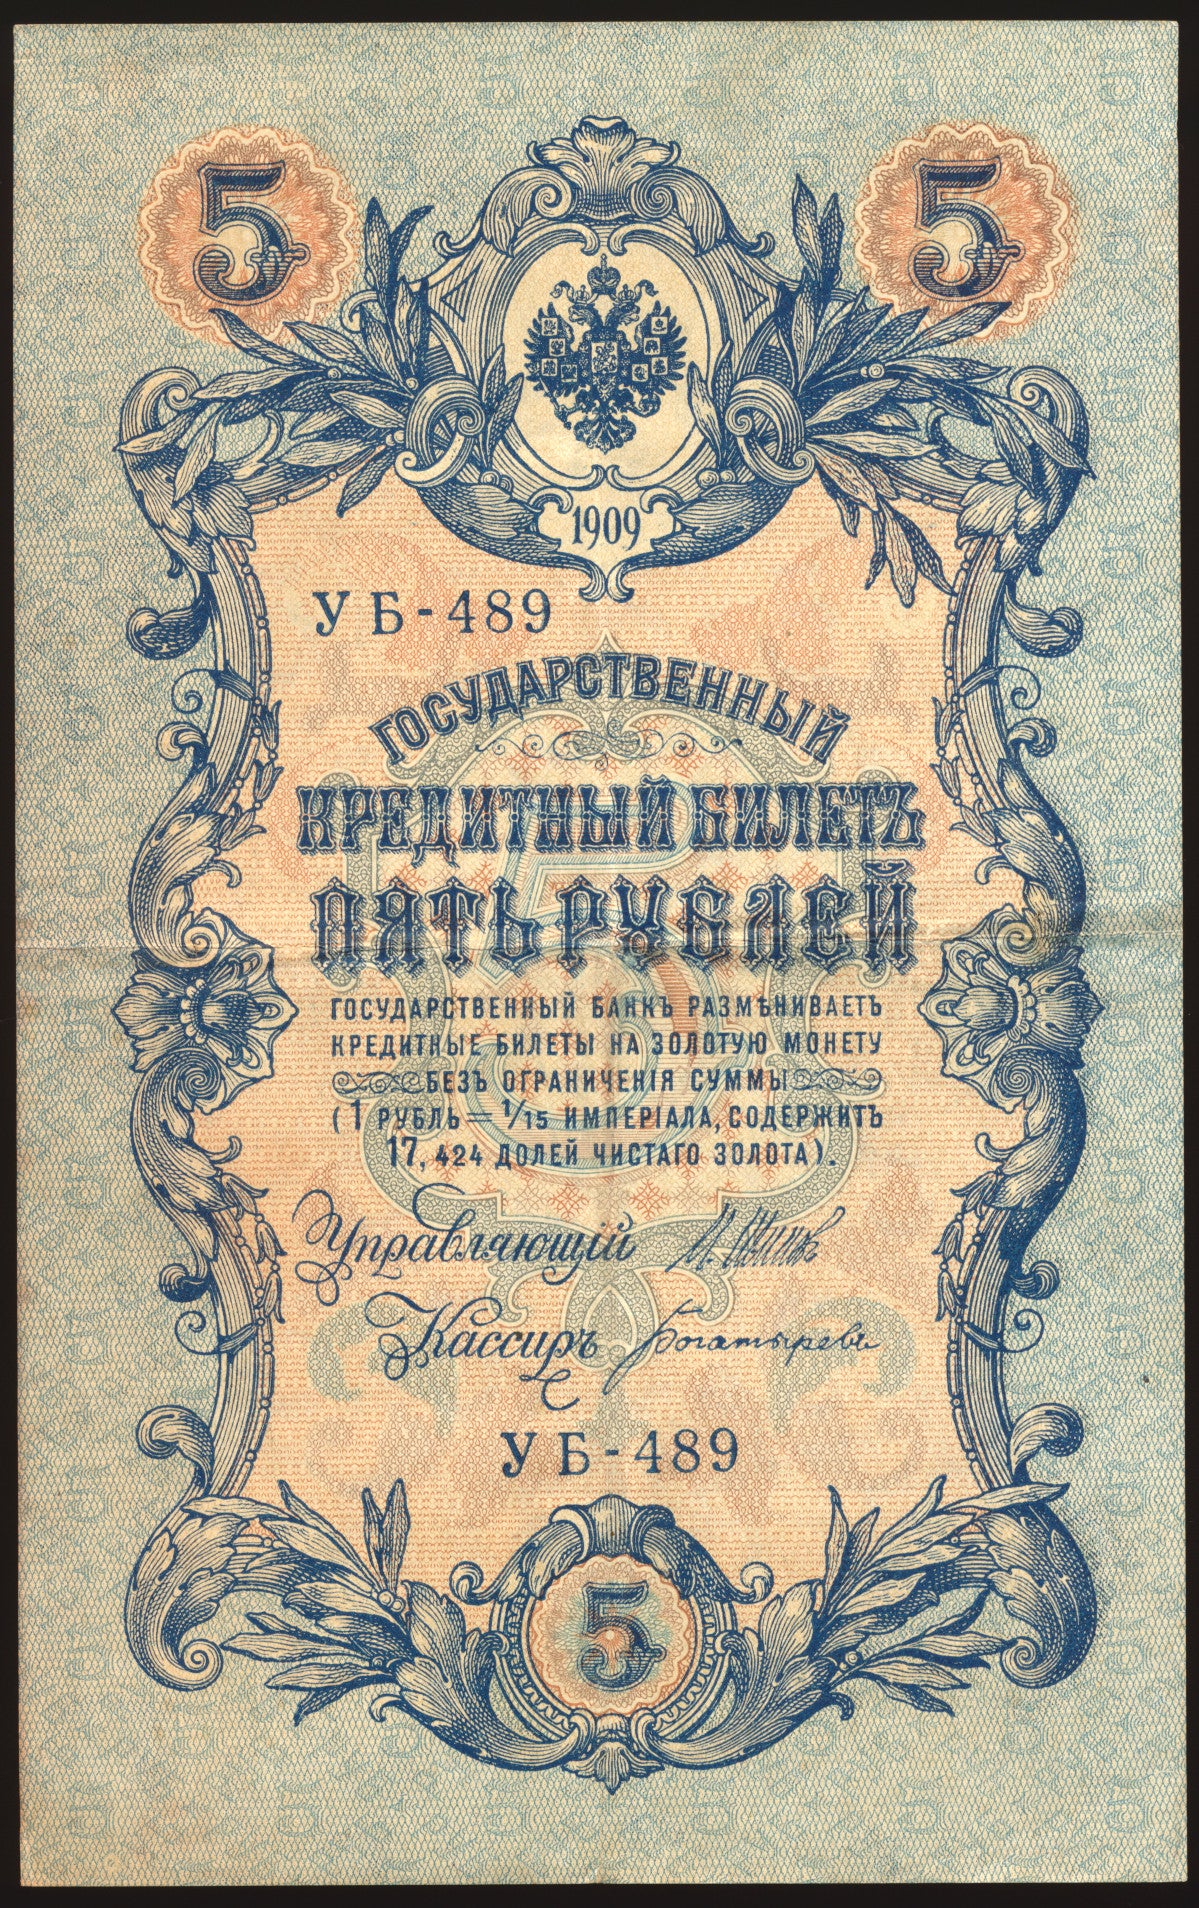 5 5
1909
УБ-489
ГОСУДАРСТВЕННЫЙ
КРЕДИТНЫЙ БИЛЕТЪ
ПЯТЬ РУБЛЕЙ
ГОСУДАРСТВЕННЫЙ БАНКЪ РАЗМѢНИВАЕТЪ
КРЕДИТНЫЕ БИЛЕТЫ НА ЗОЛОТУЮ МОНЕТУ
БЕЗЪ ОГРАНИЧЕНІЯ СУММЫ
(1 РУБЛЬ = 1/15 ИМПЕРІАЛА, СОДЕРЖИТЪ
17,424 ДОЛЕЙ ЧИСТАГО ЗОЛОТА).
Управляющій И. Шиповъ
Кассиръ Богатыревъ
УБ-489
5